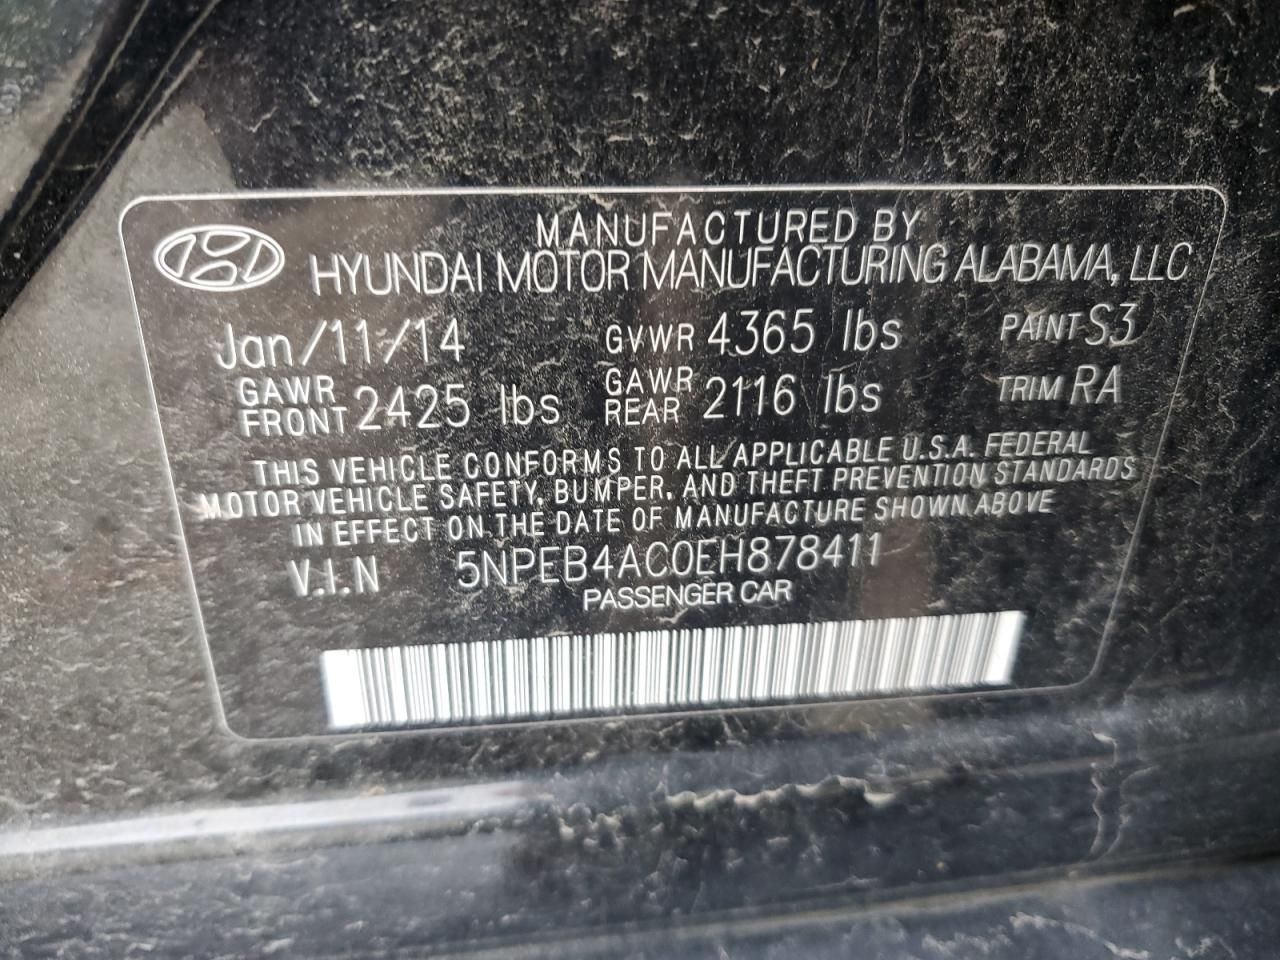 MANUFACTURED BY
HYUNDAI MOTOR MANUFACTURING ALABAMA, LLC
Jan/11/14 GVWR 4365 lbs PAINT S3
GAWR FRONT 2425 lbs GAWR REAR 2116 lbs TRIM RA
THIS VEHICLE CONFORMS TO ALL APPLICABLE U.S.A. FEDERAL
MOTOR VEHICLE SAFETY, BUMPER, AND THEFT PREVENTION STANDARDS
IN EFFECT ON THE DATE OF MANUFACTURE SHOWN ABOVE
V.I.N 5NPEB4AC0EH878411
PASSENGER CAR